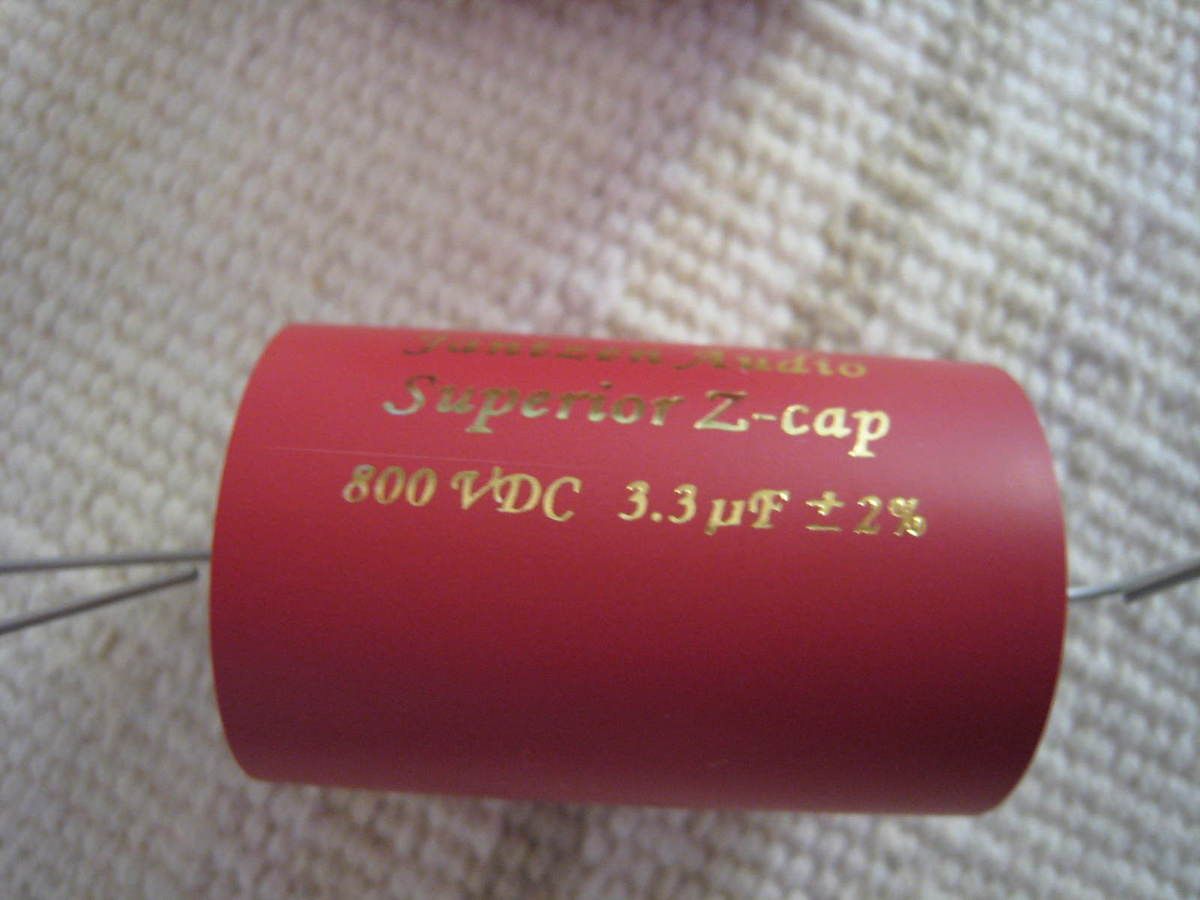 Jantzen Audio
Superior Z-cap
800 VDC 3.3 µF ± 2%